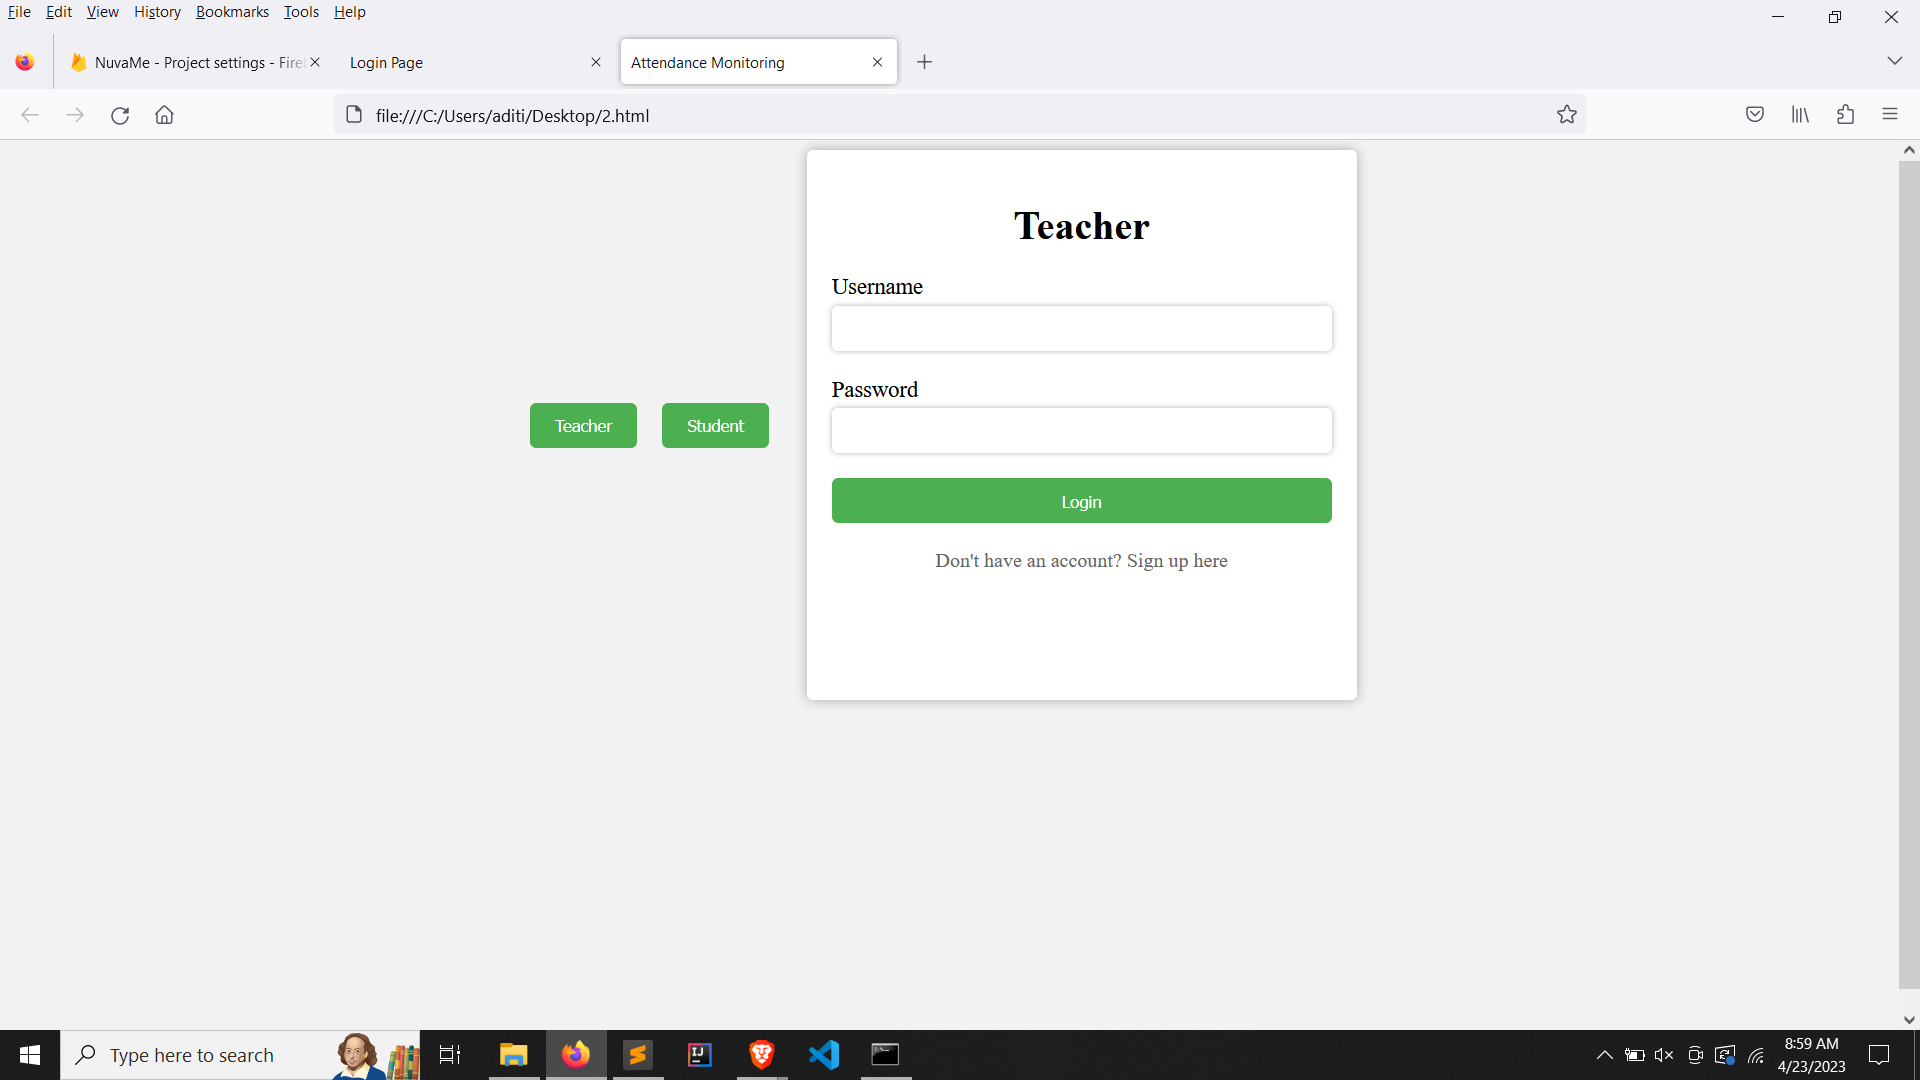 File Edit View History Bookmarks Tools Help
NuvaMe - Project settings - Fire
Login Page
Attendance Monitoring
file:///C:/Users/aditi/Desktop/2.html
Teacher
Username
Password
Teacher Student
Login
Don't have an account? Sign up here
Type here to search
8:59 AM
4/23/2023